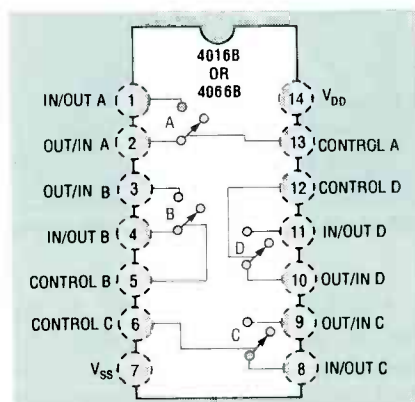 4016B
OR
4066B
IN/OUT A 1
14 VDD
A
OUT/IN A 2
13 CONTROL A
OUT/IN B 3
12 CONTROL D
B
IN/OUT B 4
11 IN/OUT D
D
CONTROL B 5
10 OUT/IN D
CONTROL C 6
9 OUT/IN C
C
VSS 7
8 IN/OUT C